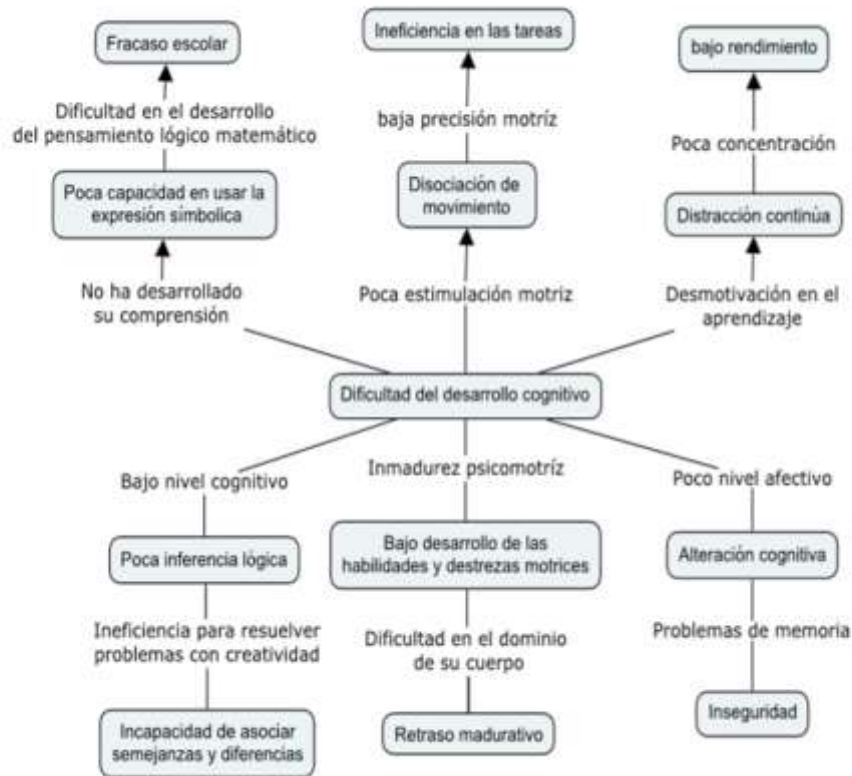 Fracaso escolar
Ineficiencia en las tareas
bajo rendimiento
Dificultad en el desarrollo
del pensamiento lógico matemático
baja precisión motríz
Poca concentración
Poca capacidad en usar la
expresión símbolica
Disociación de
movimiento
Distracción continúa
No ha desarrollado
su comprensión
Poca estimulación motriz
Desmotivación en el
aprendizaje
Dificultad del desarrollo cognitivo
Bajo nivel cognitivo
Inmadurez psicomotríz
Poco nivel afectivo
Poca inferencia lógica
Bajo desarrollo de las
habilidades y destrezas motrices
Alteración cognitiva
Ineficiencia para resuelver
problemas con creatividad
Dificultad en el dominio
de su cuerpo
Problemas de memoria
Incapacidad de asociar
semejanzas y diferencias
Retraso madurativo
Inseguridad